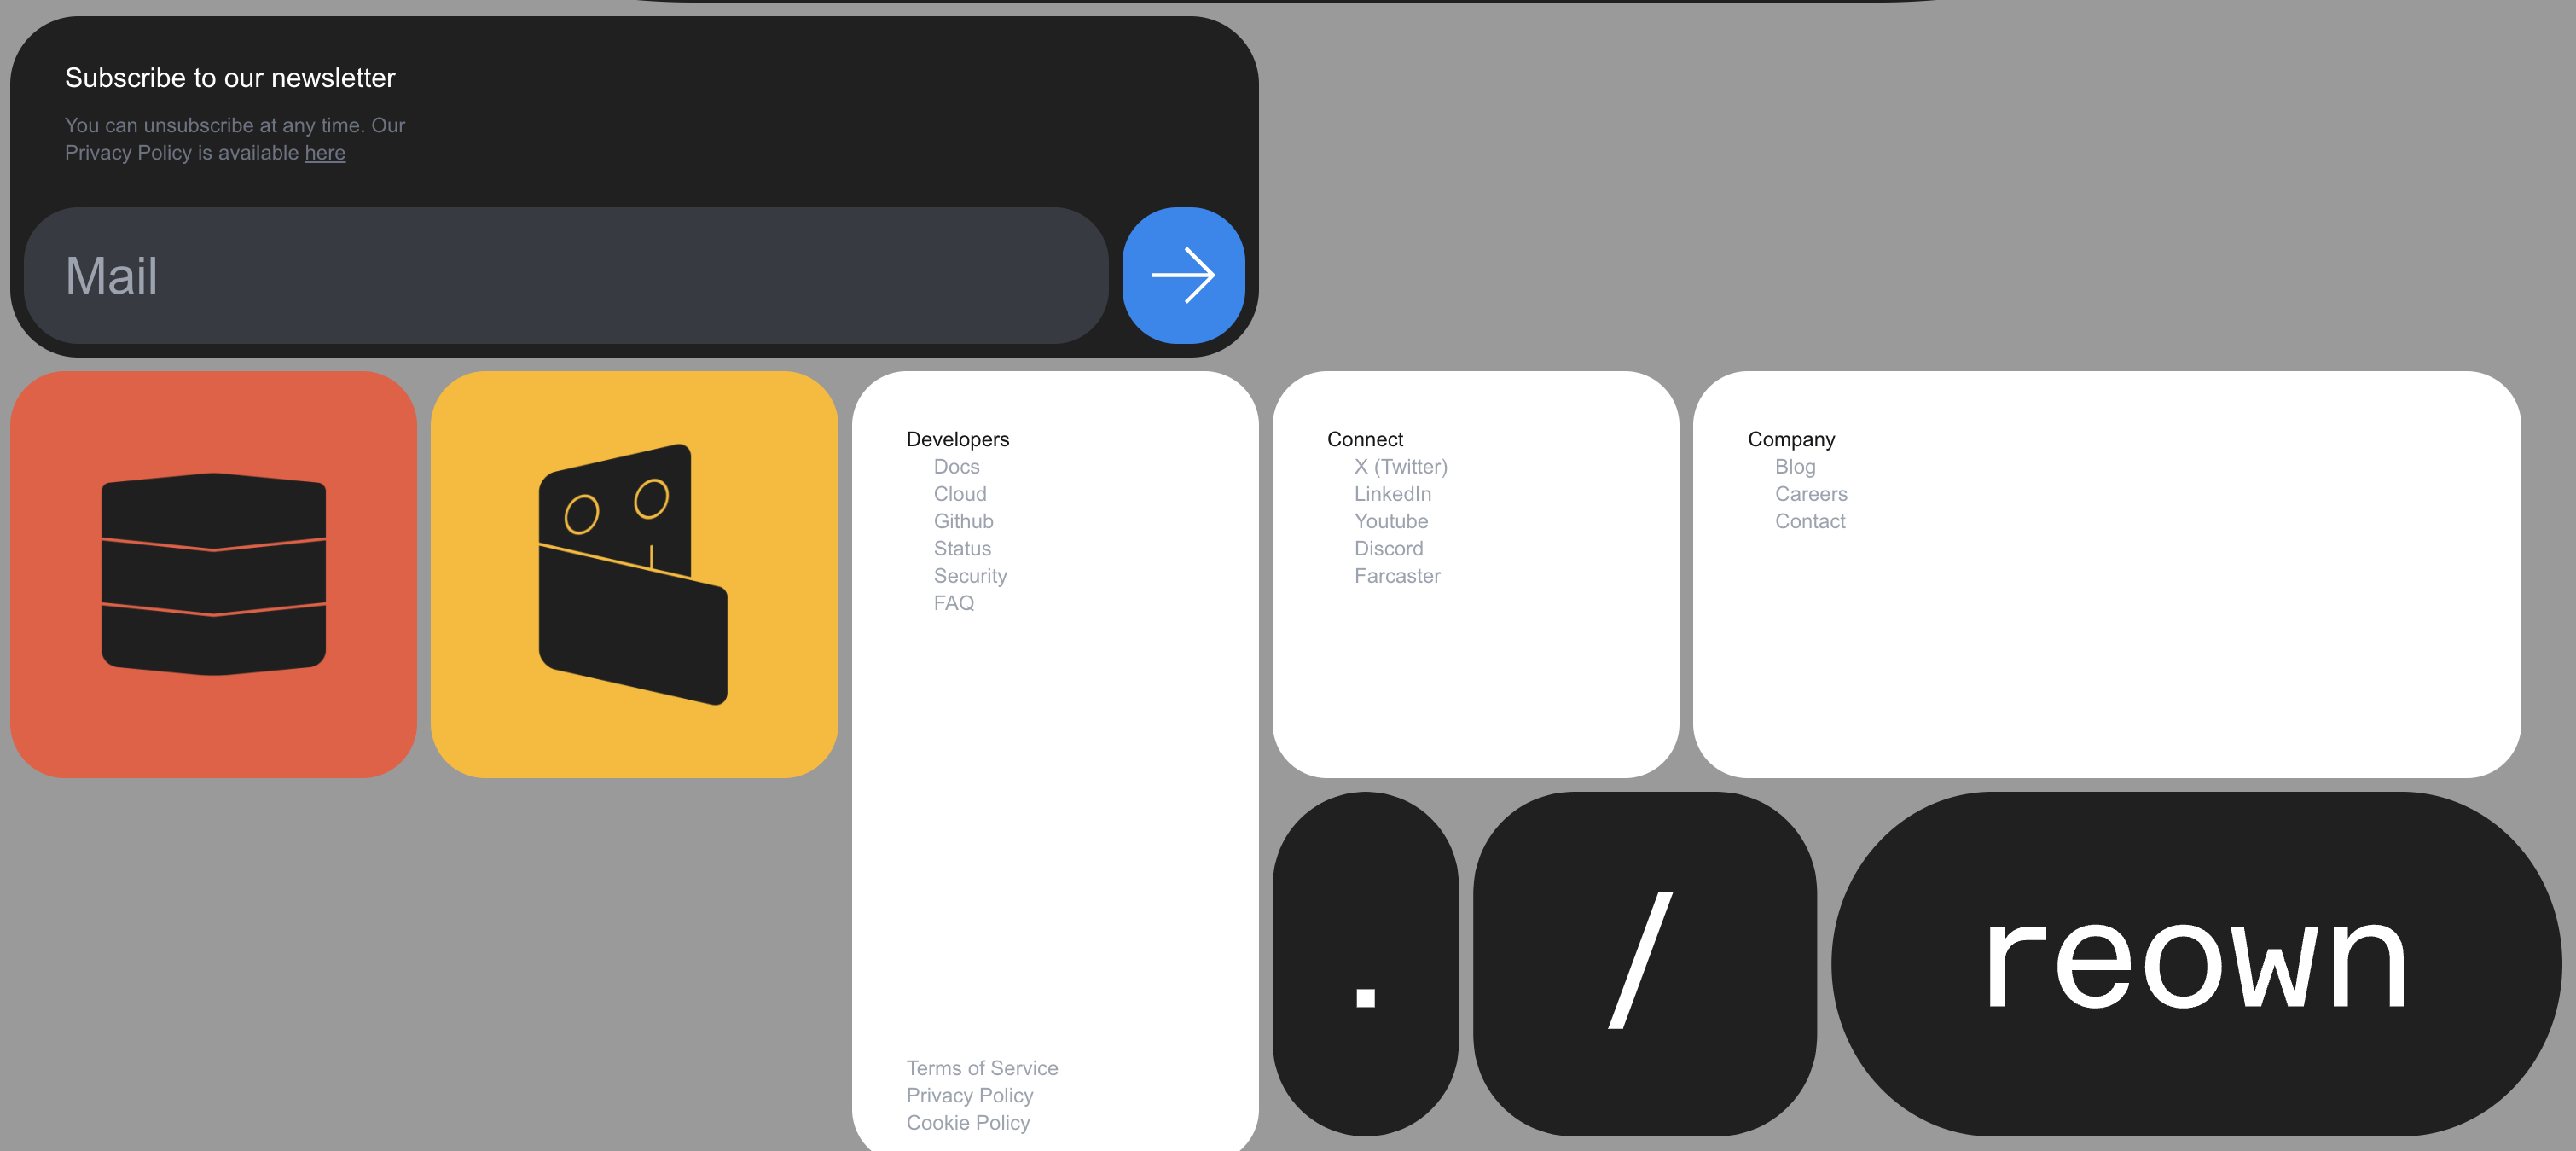 Subscribe to our newsletter
You can unsubscribe at any time. Our
Privacy Policy is available here
Mail
Developers
Docs
Cloud
Github
Status
Security
FAQ
Terms of Service
Privacy Policy
Cookie Policy
Connect
X (Twitter)
LinkedIn
Youtube
Discord
Farcaster
Company
Blog
Careers
Contact
. / reown